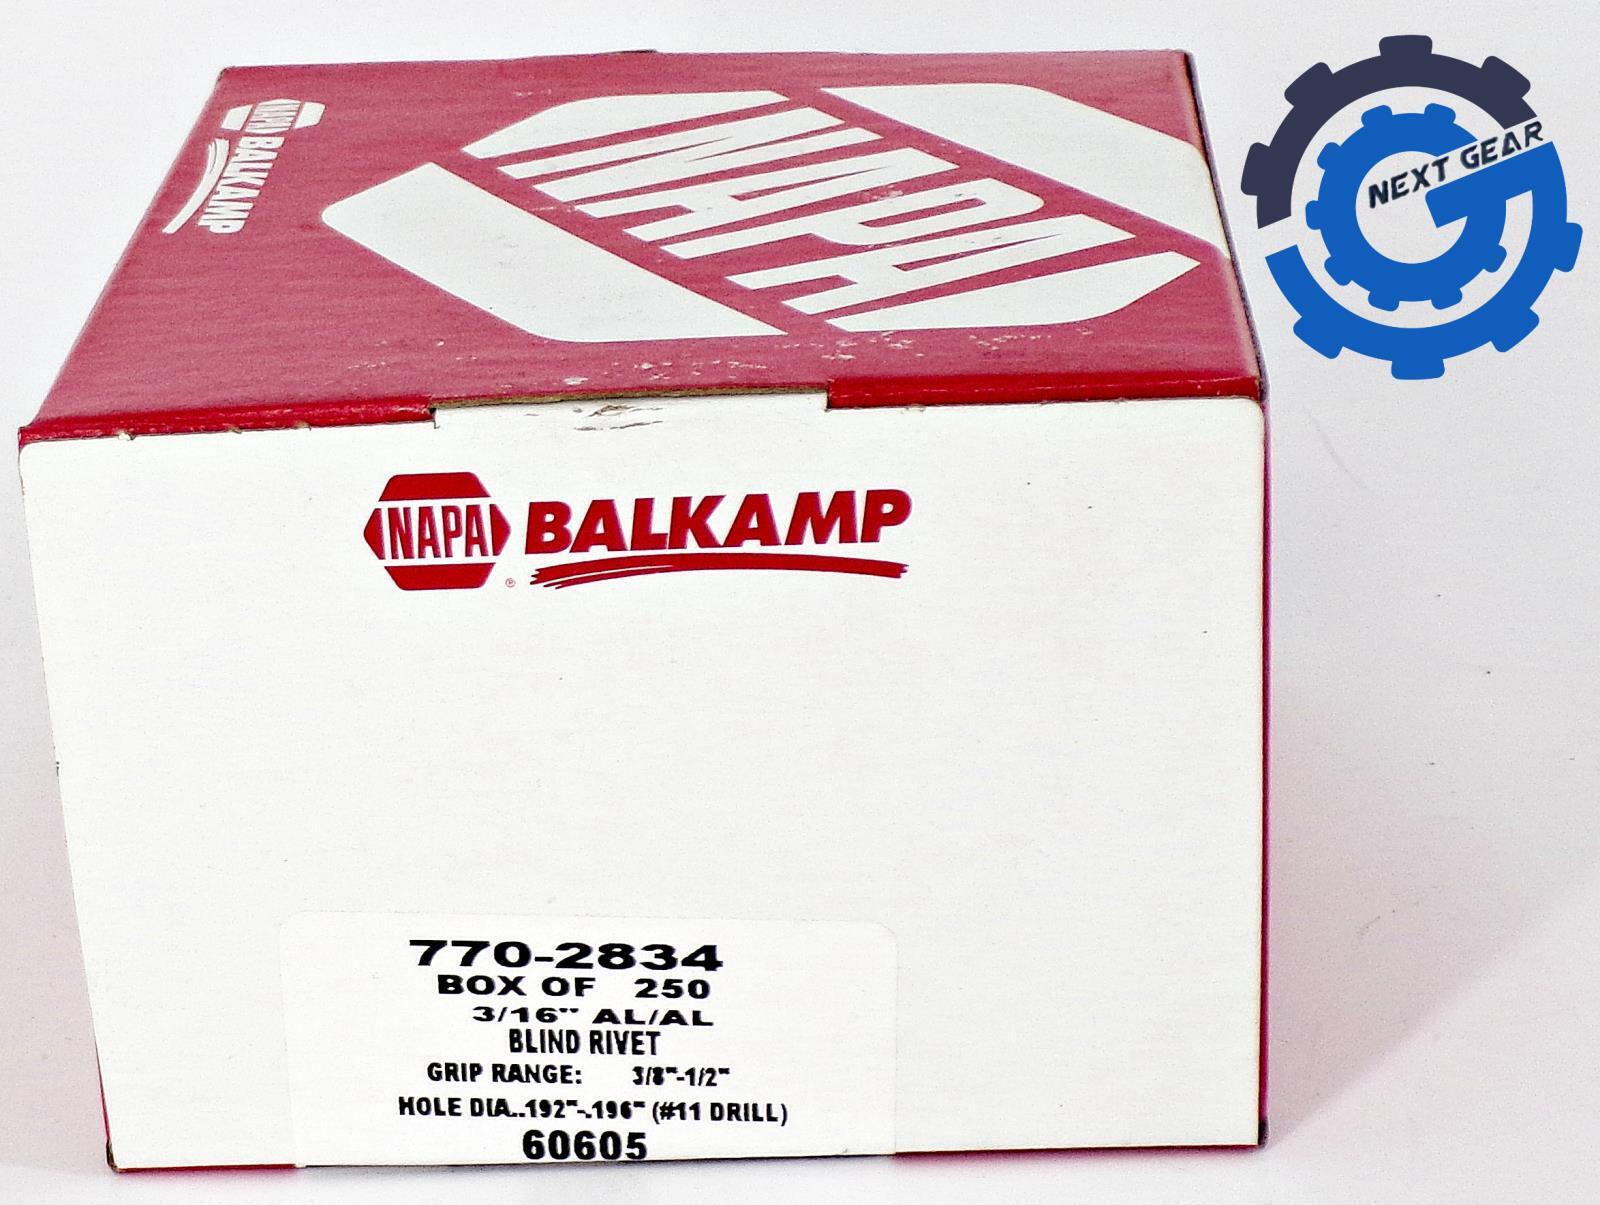 NAPA
NAPA BALKAMP
NEXT GEAR
NAPA® BALKAMP
770-2834
BOX OF 250
3/16" AL/AL
BLIND RIVET
GRIP RANGE: 3/8"-1/2"
HOLE DIA..192"-.196" (#11 DRILL)
60605